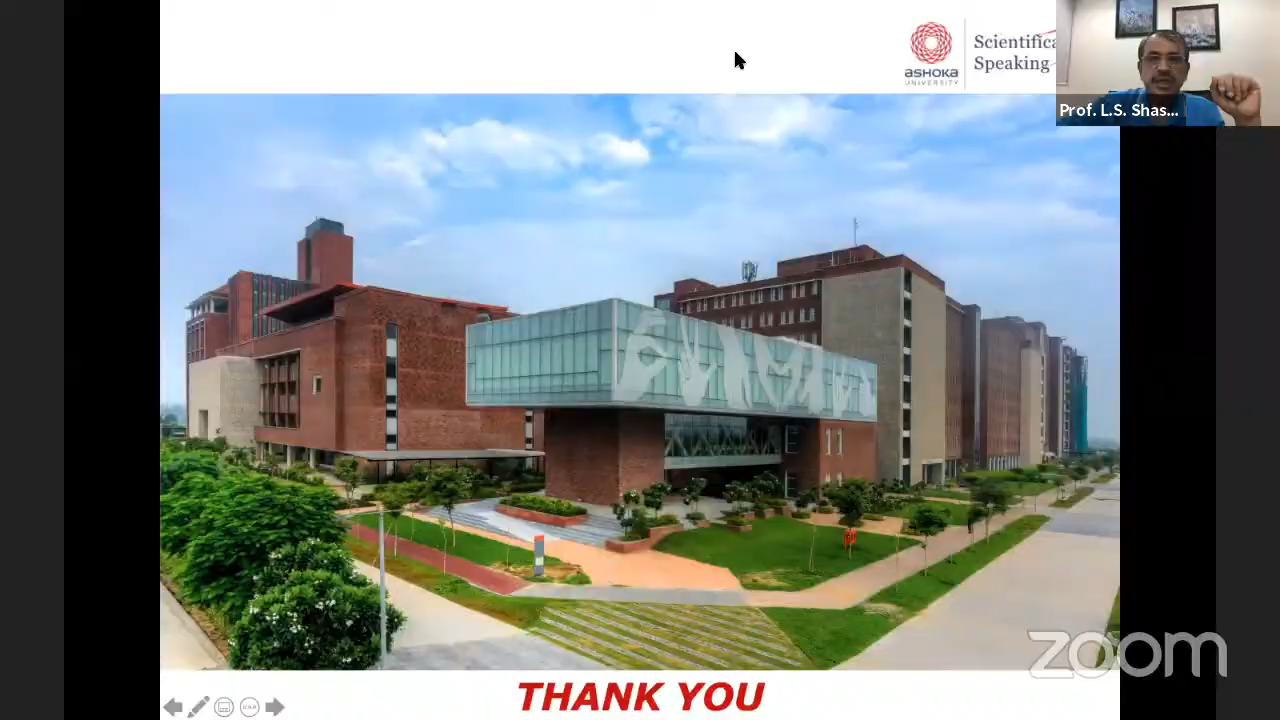 ASHOKA
UNIVERSITY
Scientifica
Speaking
Prof. L.S. Shas...
zoom
THANK YOU